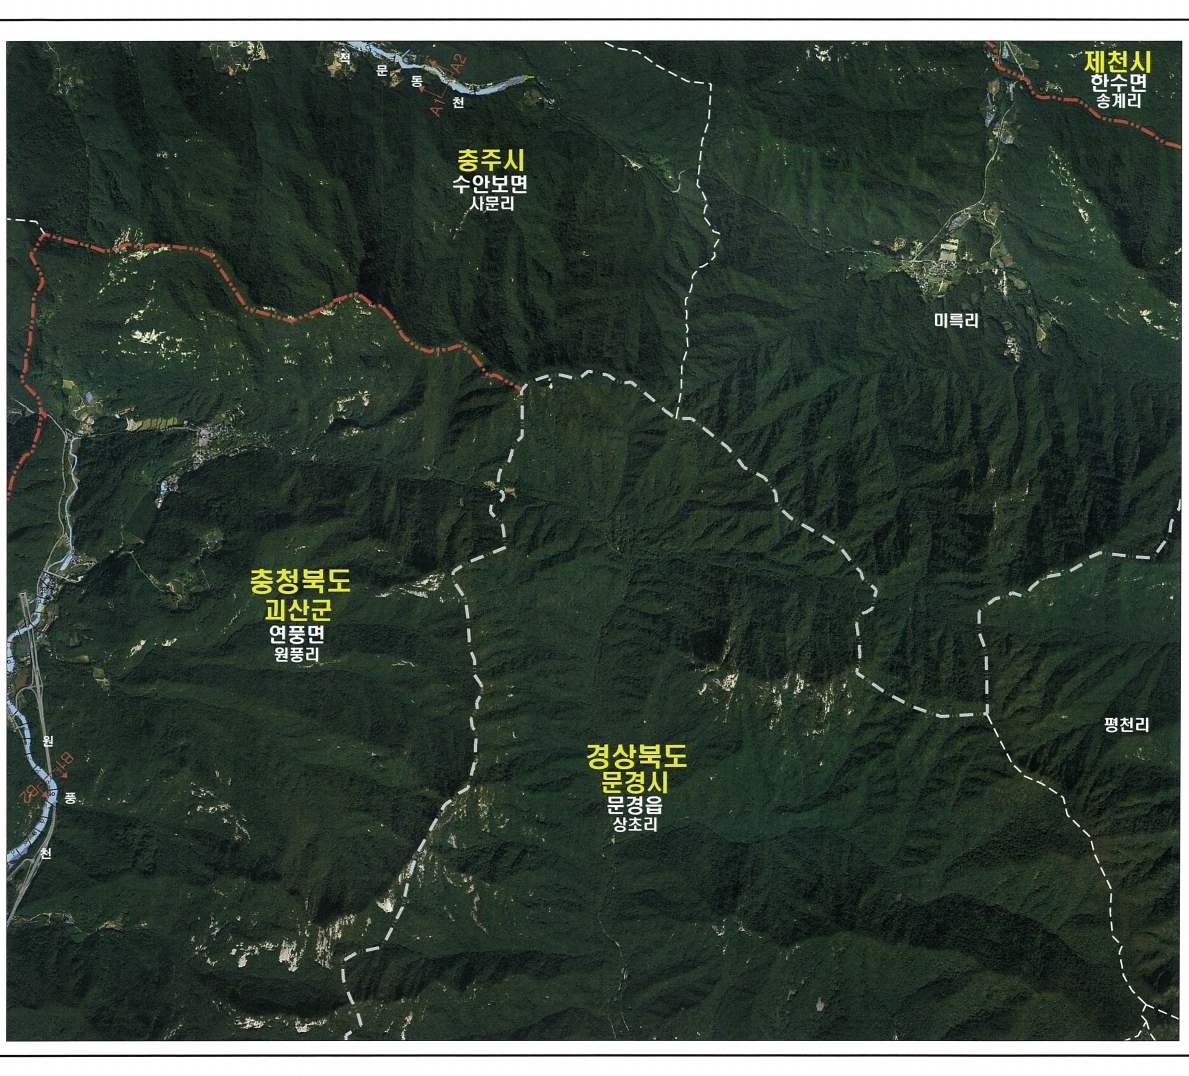 석문동천
A1 A2
제천시
한수면
송계리
충주시
수안보면
사문리
미륵리
충청북도
괴산군
연풍면
원풍리
경상북도
문경시
문경읍
상초리
평천리
원풍천
B1